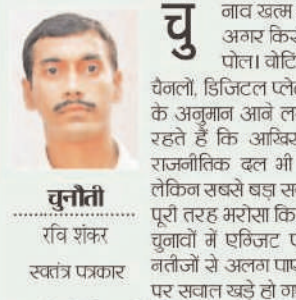 चुनौती
रवि शंकर
स्वतंत्र पत्रकार
चु
नाव खत्म
अगर किस
पोल। वोटि
चैनलों, डिजिटल प्लेट
के अनुमान आने ल
रहते हैं कि आखिर
राजनीतिक दल भी
लेकिन सबसे बड़ा स
पूरी तरह भरोसा कि
चुनावों में एग्जिट प
नतीजों से अलग पाए
पर सवाल खड़े हो ग